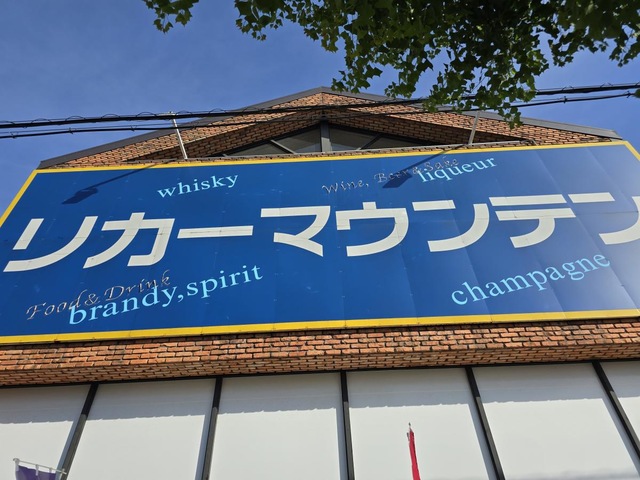 whisky
Wine, Beer & Sake
liqueur
リカーマウンテン
Food & Drink
brandy,spirit
champagne